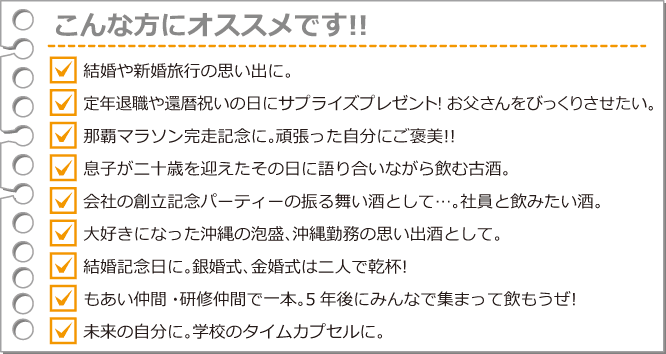 こんな方にオススメです!!
結婚や新婚旅行の思い出に。
定年退職や還暦祝いの日にサプライズプレゼント! お父さんをびっくりさせたい。
那覇マラソン完走記念に。頑張った自分にご褒美!!
息子が二十歳を迎えたその日に語り合いながら飲む古酒。
会社の創立記念パーティーの振る舞い酒として…。社員と飲みたい酒。
大好きになった沖縄の泡盛、沖縄勤務の思い出酒として。
結婚記念日に。銀婚式、金婚式は二人で乾杯!
もあい仲間・研修仲間で一本。5年後にみんなで集まって飲もうぜ!
未来の自分に。学校のタイムカプセルに。